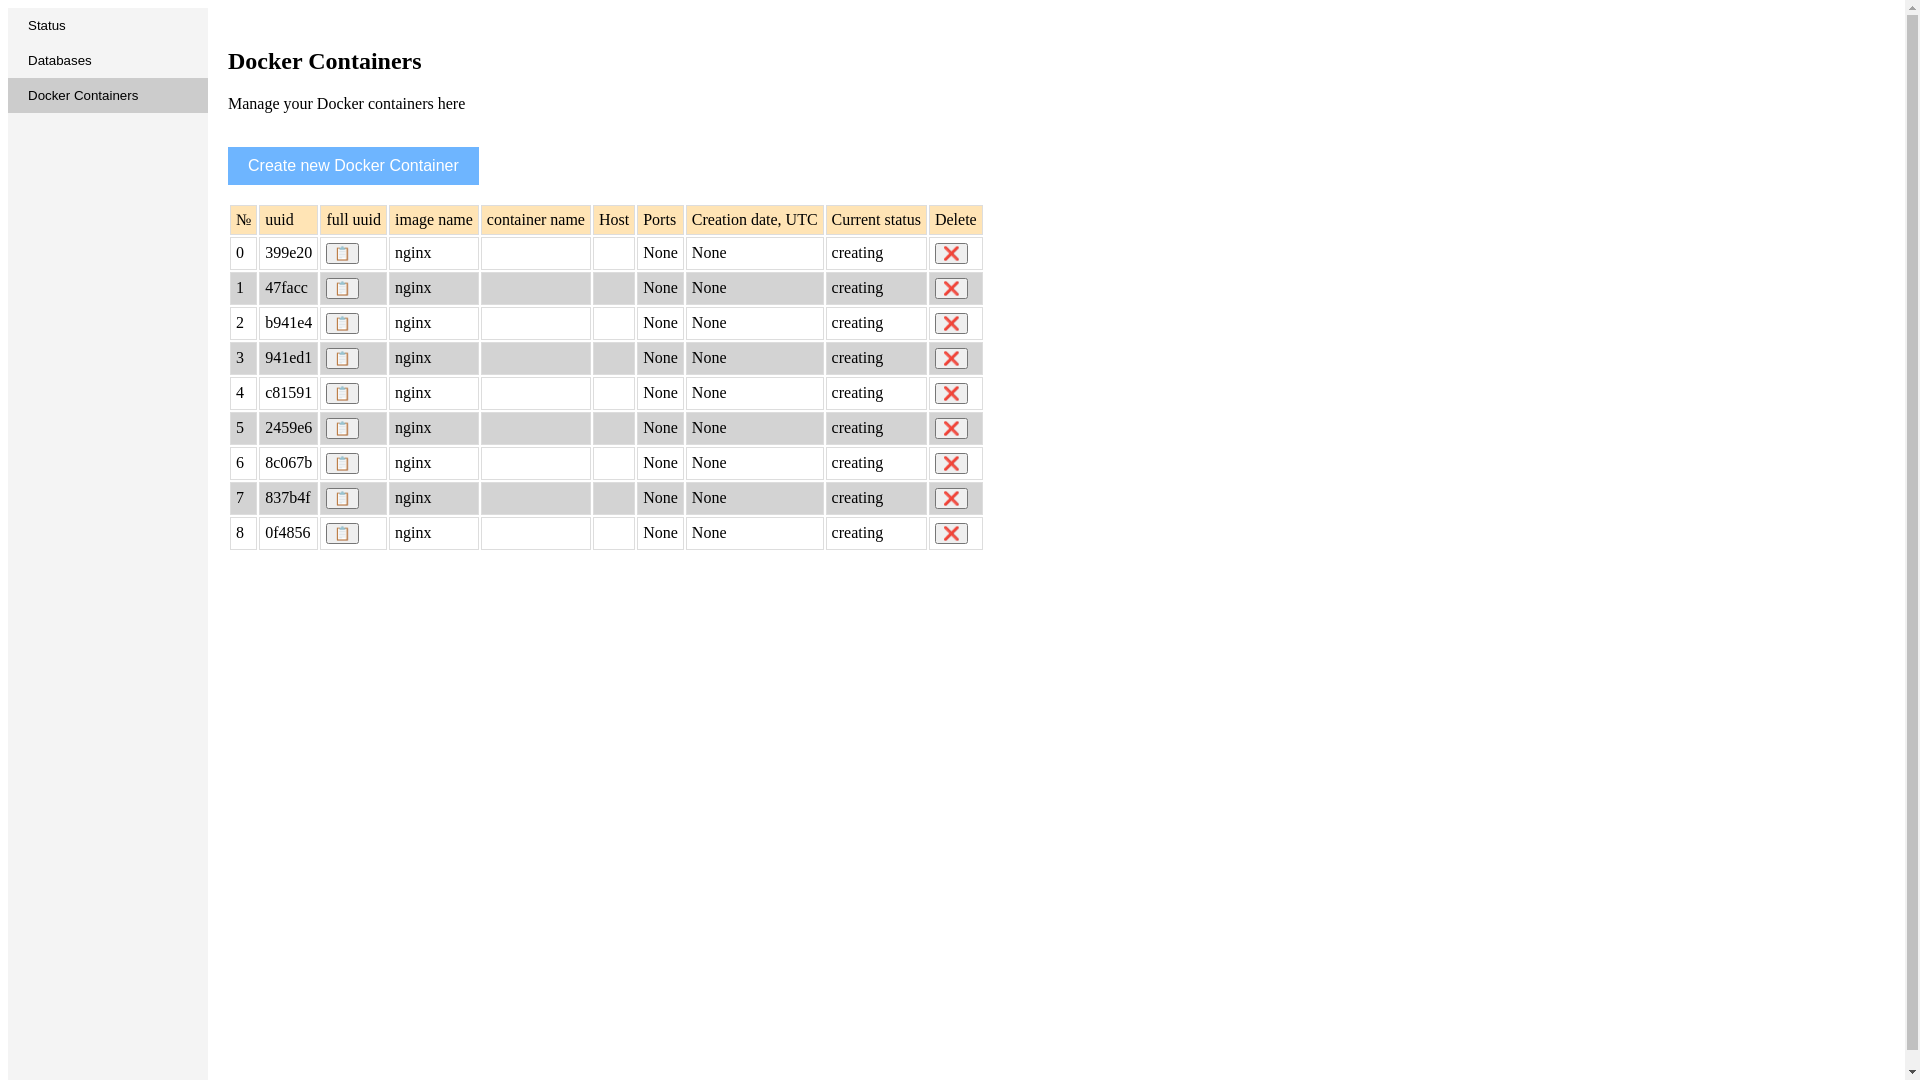 Status
Databases
Docker Containers
Docker Containers
Manage your Docker containers here
Create new Docker Container
№ uuid full uuid image name container name Host Ports Creation date, UTC Current status Delete
0 399e20 nginx None None creating
1 47facc nginx None None creating
2 b941e4 nginx None None creating
3 941ed1 nginx None None creating
4 c81591 nginx None None creating
5 2459e6 nginx None None creating
6 8c067b nginx None None creating
7 837b4f nginx None None creating
8 0f4856 nginx None None creating